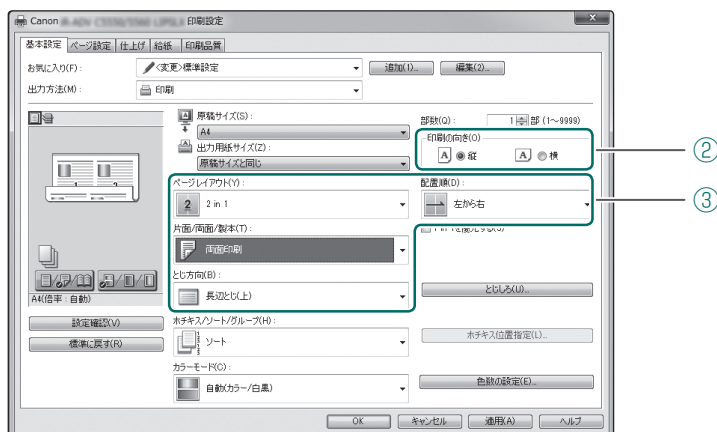 Canon iR-ADV C5550/5560 LIPSLX 印刷設定
基本設定 ページ設定 仕上げ 給紙 印刷品質
お気に入り(F): <変更>標準設定 追加(1)... 編集(2)...
出力方法(M): 印刷
原稿サイズ(S):
A4
出力用紙サイズ(Z):
原稿サイズと同じ
部数(Q): 1 部 (1~9999)
印刷の向き(O)
A 縦 A 横
②
ページレイアウト(Y):
2 2 in 1
配置順(D):
左から右
③
片面/両面/製本(T):
両面印刷
とじ方向(B):
長辺とじ(上)
とじしろ(U)...
A4(倍率:自動)
設定確認(V)
標準に戻す(R)
ホチキス/ソート/グループ(H):
ソート
ホチキス位置指定(L)...
カラーモード(C):
自動(カラー/白黒)
色数の設定(E)...
OK キャンセル 適用(A) ヘルプ